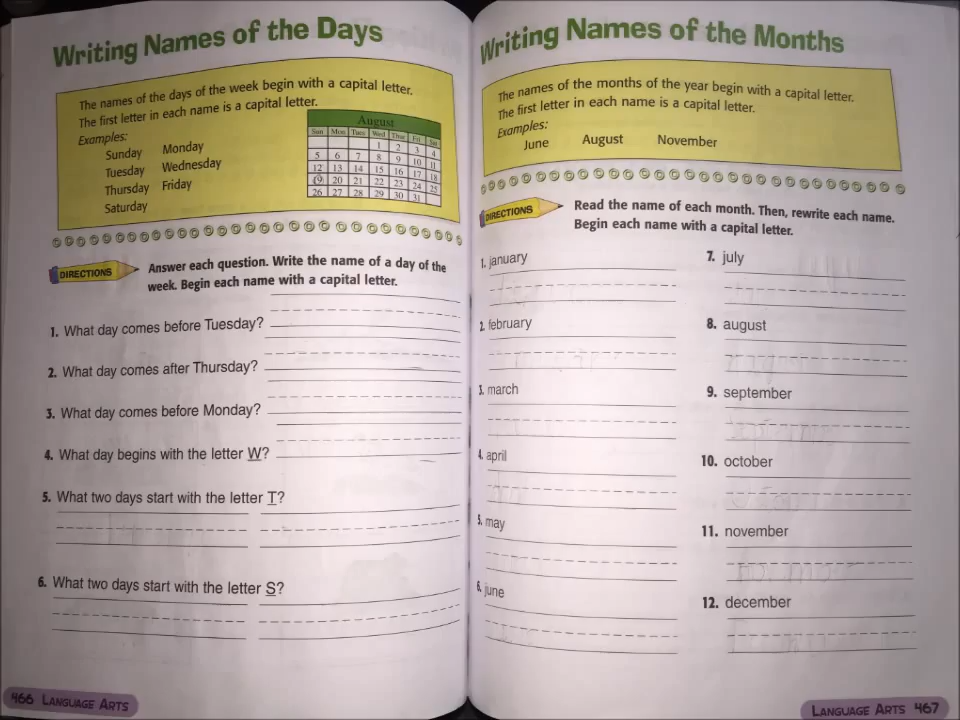 Writing Names of the Days
The names of the days of the week begin with a capital letter.
The first letter in each name is a capital letter.
Examples:
Sunday Monday
Tuesday Wednesday
Thursday Friday
Saturday
August
Sun Mon Tues Wed Thur Fri Sat
1 2 3 4
5 6 7 8 9 10 11
12 13 14 15 16 17 18
19 20 21 22 23 24 25
26 27 28 29 30 31
DIRECTIONS
Answer each question. Write the name of a day of the
week. Begin each name with a capital letter.
1. What day comes before Tuesday?
2. What day comes after Thursday?
3. What day comes before Monday?
4. What day begins with the letter W?
5. What two days start with the letter T?
6. What two days start with the letter S?
466 LANGUAGE ARTS
Writing Names of the Months
The names of the months of the year begin with a capital letter.
The first letter in each name is a capital letter.
Examples:
June August November
DIRECTIONS
Read the name of each month. Then, rewrite each name.
Begin each name with a capital letter.
1. january
2. february
3. march
4. april
5. may
6. june
7. july
8. august
9. september
10. october
11. november
12. december
LANGUAGE ARTS 467